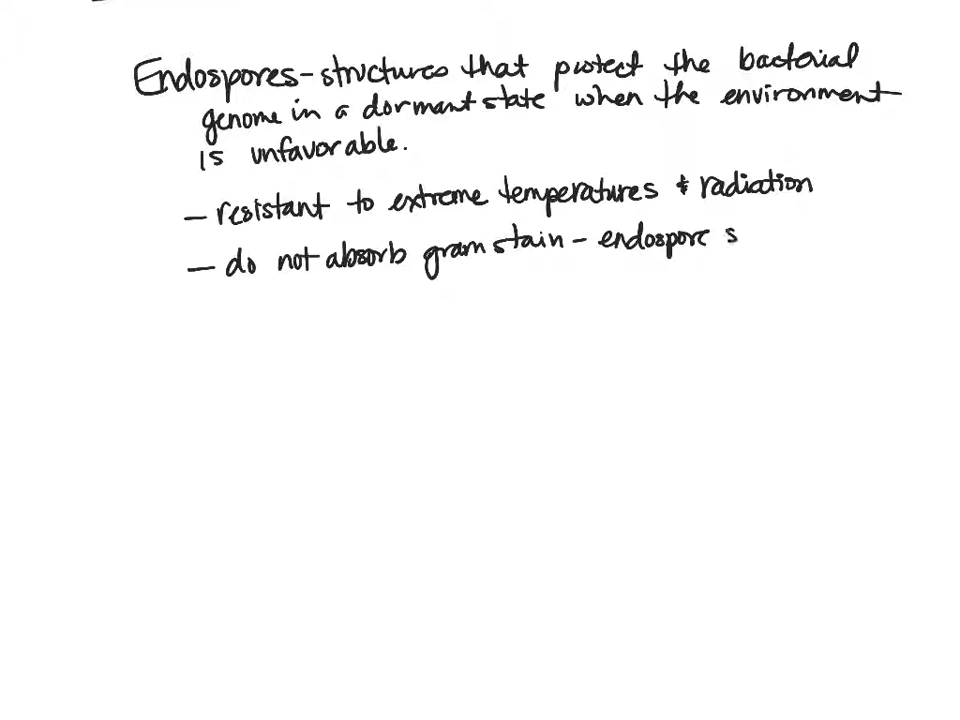 Endospores - structures that protect the bacterial
genome in a dormant state when the environment
is unfavorable.
- resistant to extreme temperatures & radiation
- do not absorb gram stain - endospore s